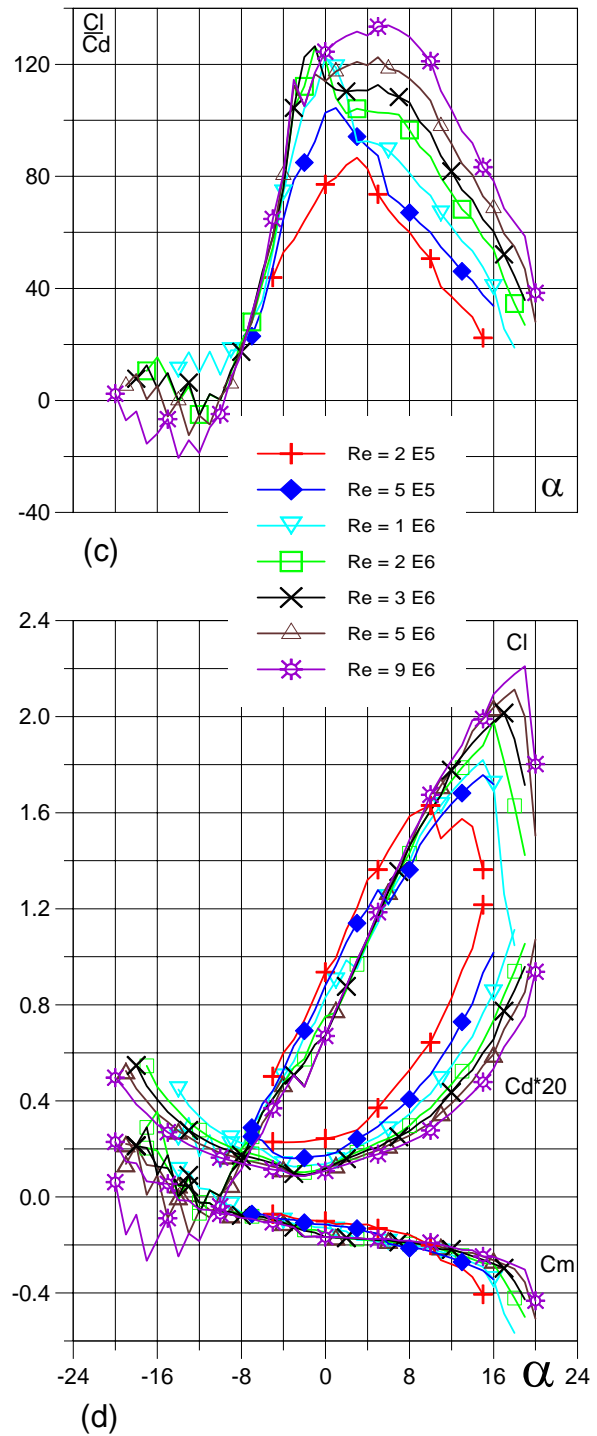 Cl
Cd
120
80
40
0
-40
α
(c)
Re = 2 E5
Re = 5 E5
Re = 1 E6
Re = 2 E6
Re = 3 E6
Re = 5 E6
Re = 9 E6
2.4
Cl
2.0
1.6
1.2
0.8
0.4
Cd*20
0.0
Cm
-0.4
-24 -16 -8 0 8 16 α 24
(d)